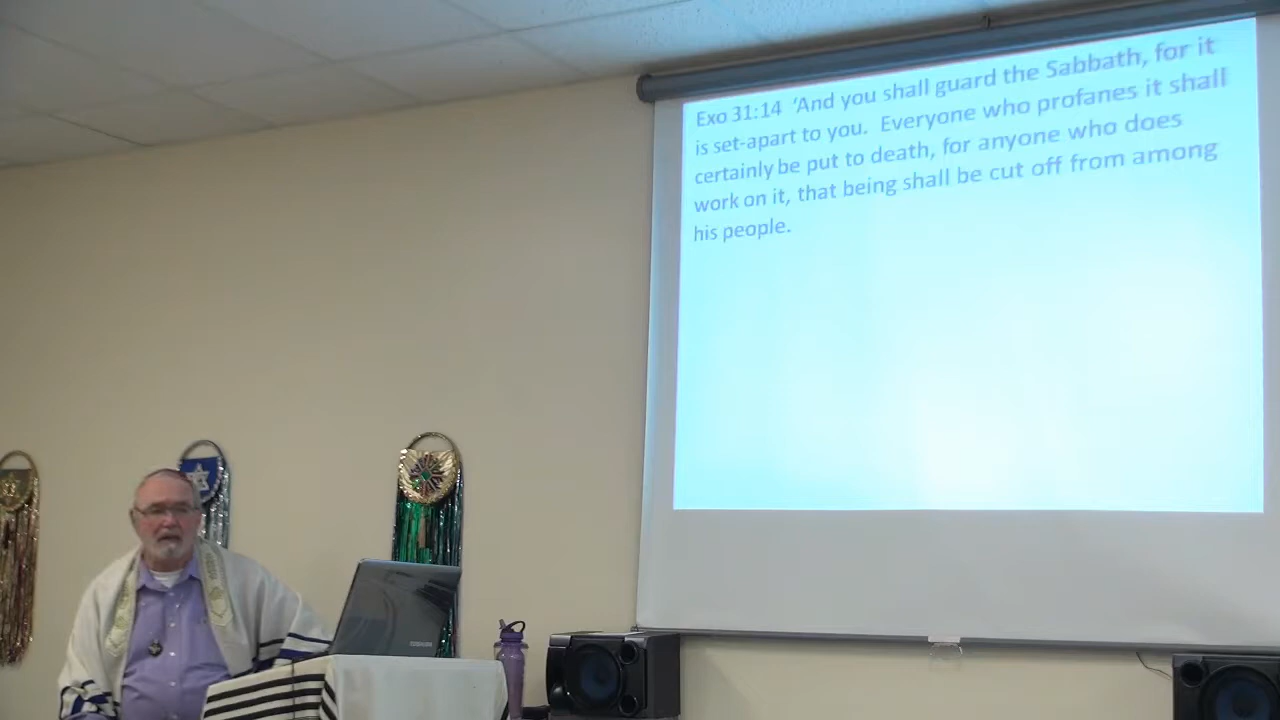 Exo 31:14 ‘And you shall guard the Sabbath, for it
is set-apart to you. Everyone who profanes it shall
certainly be put to death, for anyone who does
work on it, that being shall be cut off from among
his people.
TOSHIBA